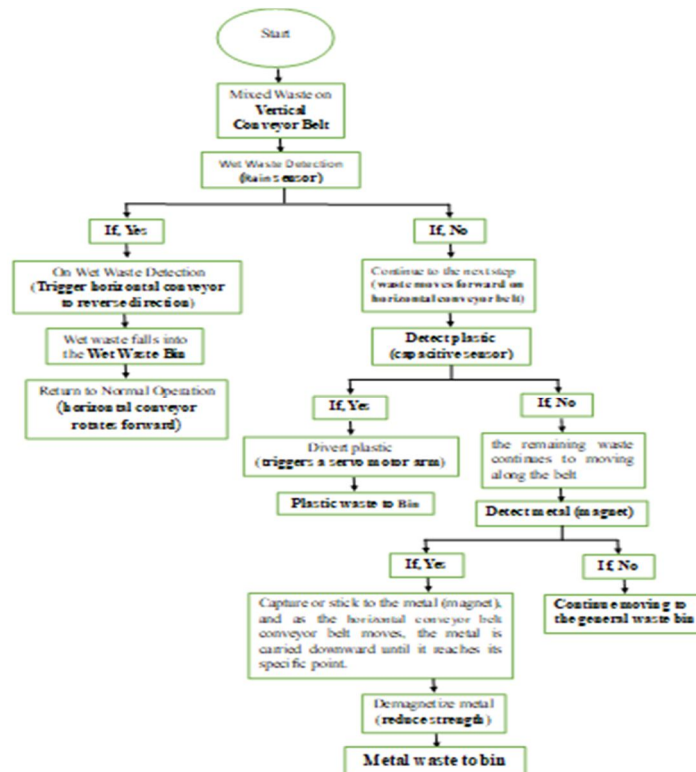 Start
Mixed Waste on
Vertical
Conveyor Belt
Wet Waste Detection
(Rain sensor)
If, Yes
If, No
On Wet Waste Detection
(Trigger horizontal conveyor
to reverse direction)
Wet waste falls into
the Wet Waste Bin
Return to Normal Operation
(horizontal conveyor
rotates forward)
Continue to the next step
(waste moves forward on
horizontal conveyor belt)
Detect plastic
(capacitive sensor)
If, Yes
If, No
Divert plastic
(triggers a servo motor arm)
Plastic waste to Bin
the remaining waste
continues to moving
along the belt
Detect metal (magnet)
If, Yes
If, No
Capture or stick to the metal (magnet),
and as the horizontal conveyor belt
conveyor belt moves, the metal is
carried downward until it reaches its
specific point.
Demagnetize metal
(reduce strength)
Metal waste to bin
Continue moving to
the general waste bin